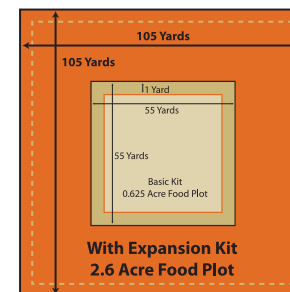 105 Yards
105 Yards
1 Yard
55 Yards
55 Yards
Basic Kit
0.625 Acre Food Plot
With Expansion Kit
2.6 Acre Food Plot